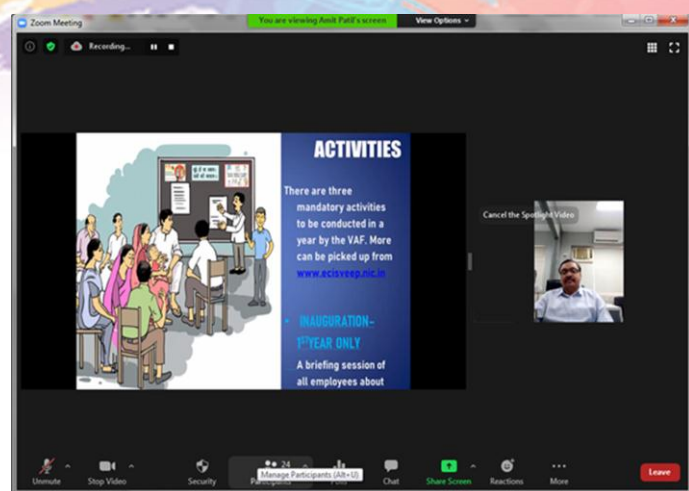 Zoom Meeting
You are viewing Amit Patil's screen
View Options
Recording...
ACTIVITIES
There are three
mandatory activities
to be conducted in a
year by the VAF. More
can be picked up from
www.ecisveep.nic.in
• INAUGURATION-
1ST YEAR ONLY
A briefing session of
all employees about
Cancel the Spotlight Video
Unmute
Stop Video
Security
24
Manage Participants (Alt+U)
Chat
Share Screen
Reactions
More
Leave